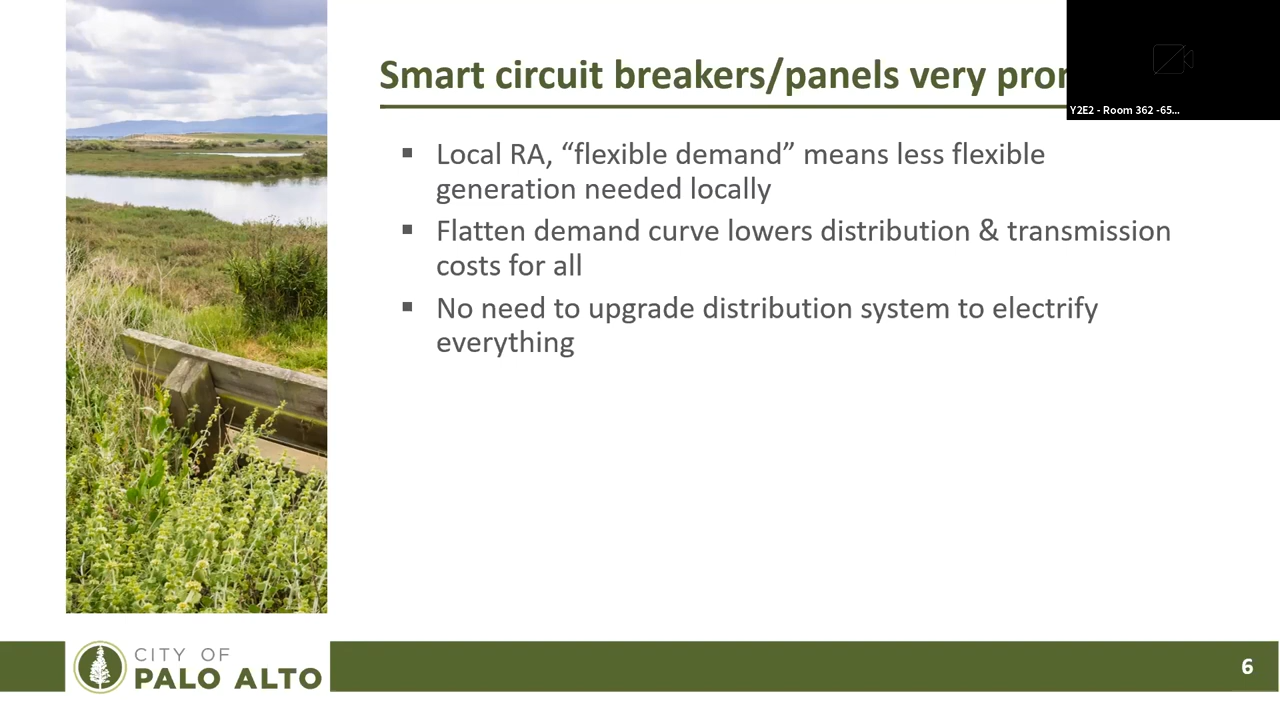 Smart circuit breakers/panels very
Y2E2 - Room 362 -65...
▪ Local RA, “flexible demand” means less flexible
generation needed locally
▪ Flatten demand curve lowers distribution & transmission
costs for all
▪ No need to upgrade distribution system to electrify
everything
CITY OF
PALO ALTO
6